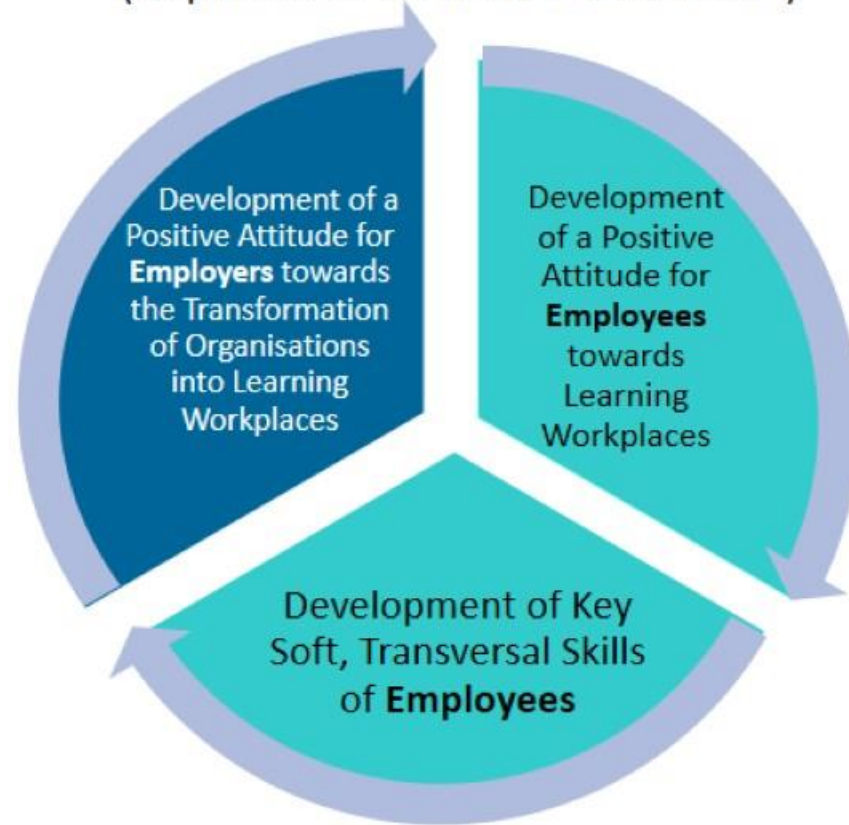 Development of a
Positive Attitude for
Employers towards
the Transformation
of Organisations
into Learning
Workplaces
Development
of a Positive
Attitude for
Employees
towards
Learning
Workplaces
Development of Key
Soft, Transversal Skills
of Employees